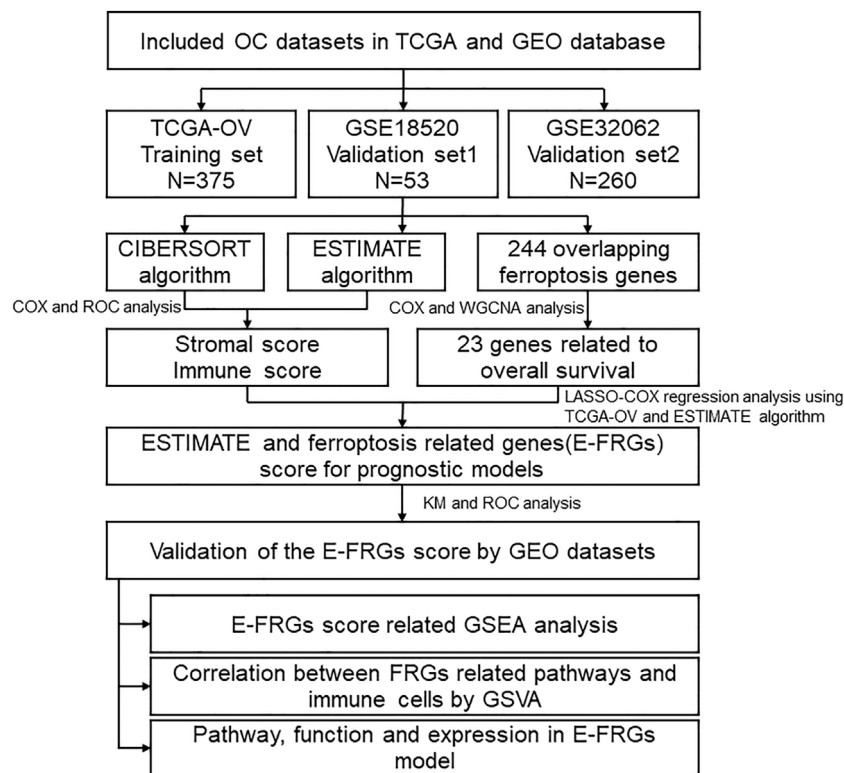 Included OC datasets in TCGA and GEO database
TCGA-OV
Training set
N=375
GSE18520
Validation set1
N=53
GSE32062
Validation set2
N=260
CIBERSORT
algorithm
ESTIMATE
algorithm
244 overlapping
ferroptosis genes
COX and ROC analysis
COX and WGCNA analysis
Stromal score
Immune score
23 genes related to
overall survival
LASSO-COX regression analysis using
TCGA-OV and ESTIMATE algorithm
ESTIMATE and ferroptosis related genes(E-FRGs)
score for prognostic models
KM and ROC analysis
Validation of the E-FRGs score by GEO datasets
E-FRGs score related GSEA analysis
Correlation between FRGs related pathways and
immune cells by GSVA
Pathway, function and expression in E-FRGs
model